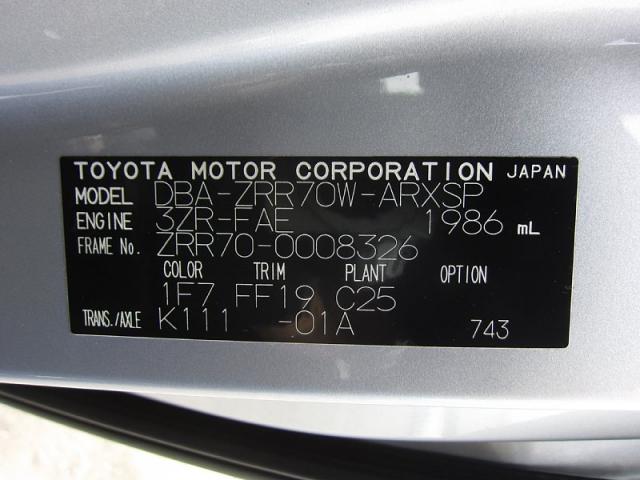 TOYOTA MOTOR CORPORATION JAPAN
MODEL DBA-ZRR70W-ARXSP
ENGINE 3ZR-FAE 1986 mL
FRAME No. ZRR70-0008326
COLOR TRIM PLANT OPTION
1F7 FF19 C25
TRANS./AXLE K111 -01A 743